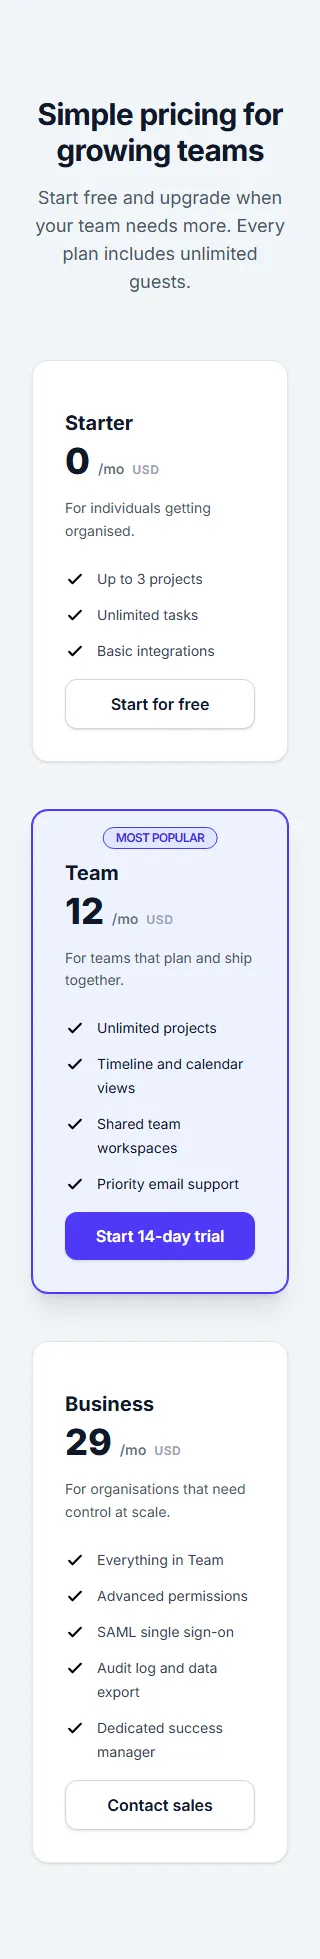 Simple pricing for
growing teams
Start free and upgrade when
your team needs more. Every
plan includes unlimited
guests.
Starter
0 /mo USD
For individuals getting
organised.
Up to 3 projects
Unlimited tasks
Basic integrations
Start for free
MOST POPULAR
Team
12 /mo USD
For teams that plan and ship
together.
Unlimited projects
Timeline and calendar
views
Shared team
workspaces
Priority email support
Start 14-day trial
Business
29 /mo USD
For organisations that need
control at scale.
Everything in Team
Advanced permissions
SAML single sign-on
Audit log and data
export
Dedicated success
manager
Contact sales